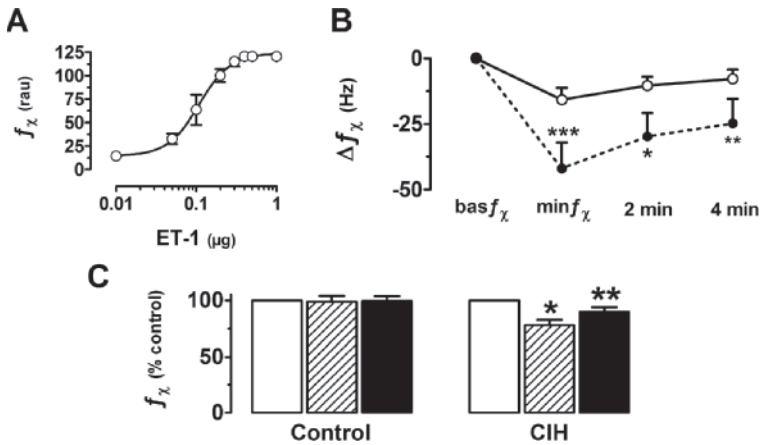 A
125
100
75
50
25
0
fχ (rau)
0.01 0.1 1
ET-1 (μg)
B
0
-25
-50
Δfχ (Hz)
***
*
**
basfχ minfχ 2 min 4 min
C
100
50
0
fχ (% control)
* **
Control CIH